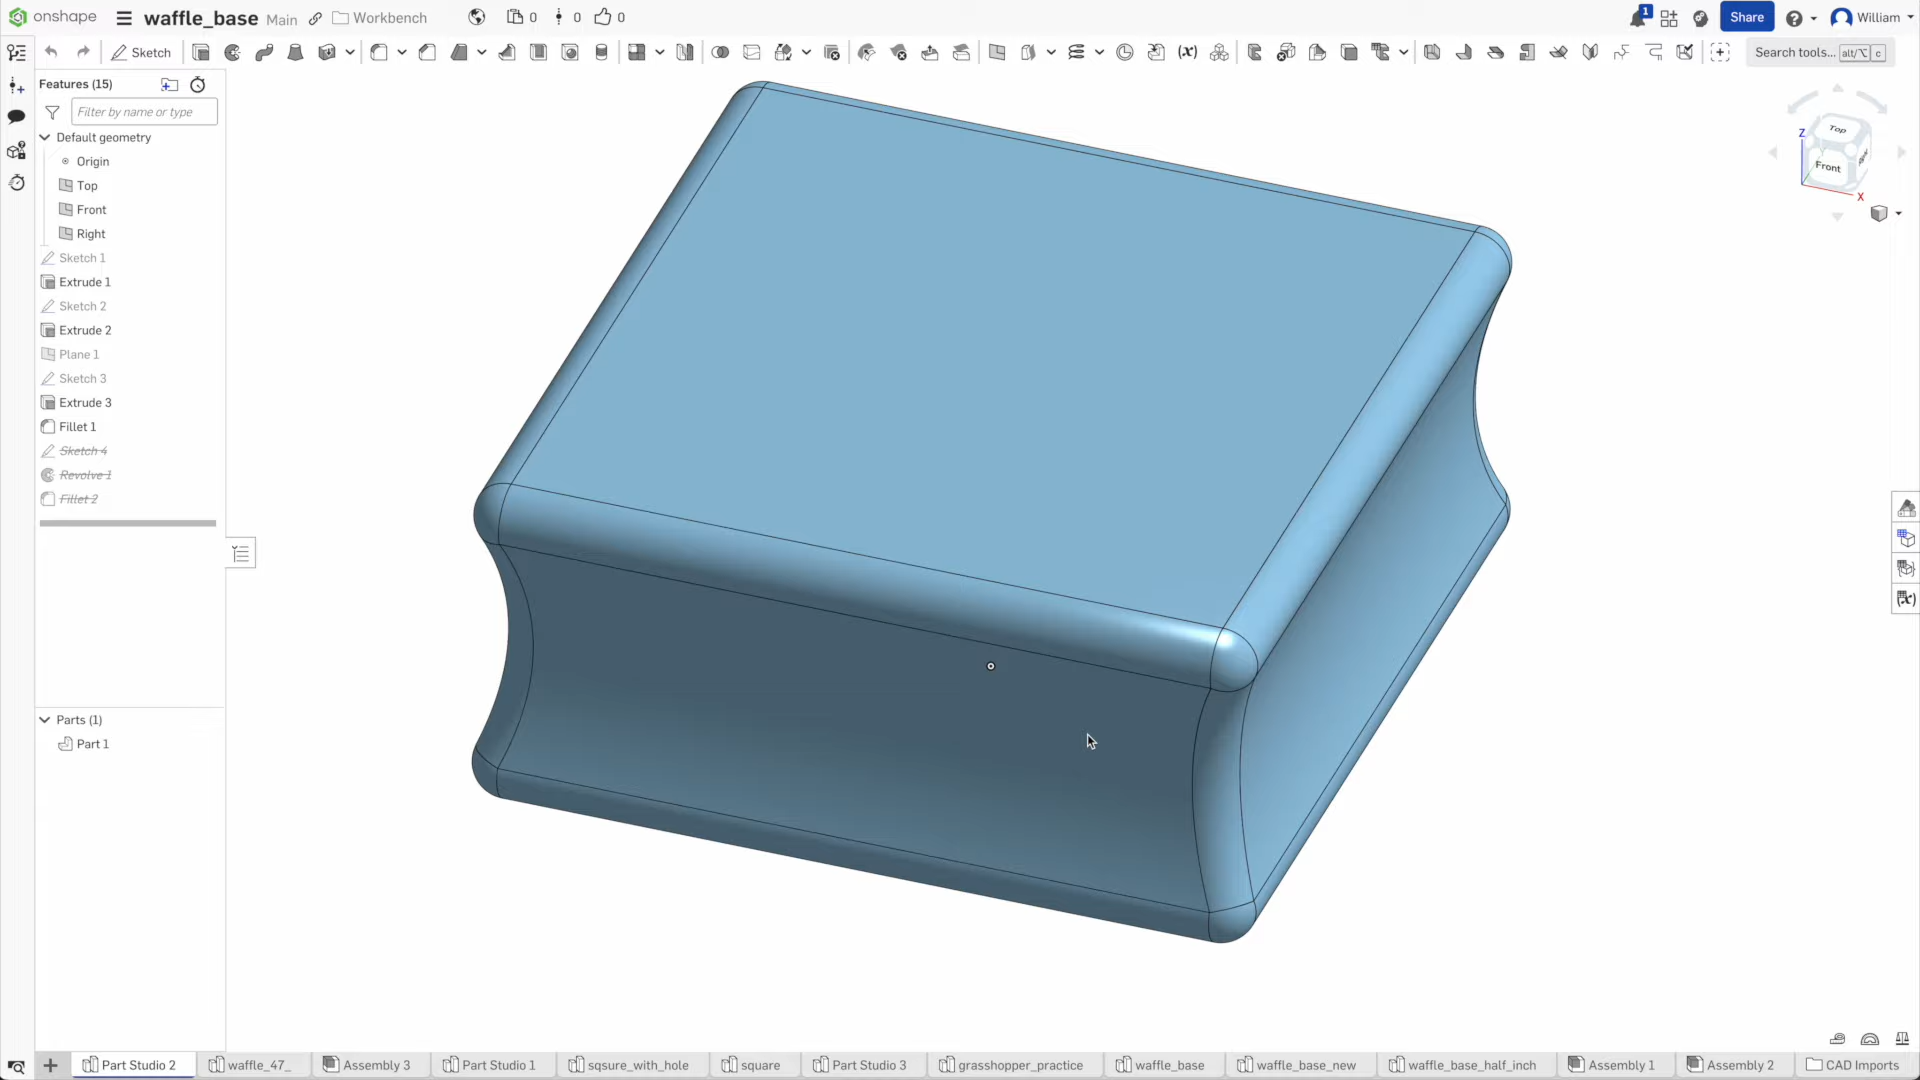 onshape waffle_base Main Workbench 0 0 0 1 Share William
Sketch Search tools... alt/⌥ c
Features (15)
Filter by name or type
Default geometry
Origin
Top
Front
Right
Sketch 1
Extrude 1
Sketch 2
Extrude 2
Plane 1
Sketch 3
Extrude 3
Fillet 1
Sketch 4
Revolve 1
Fillet 2
Parts (1)
Part 1
Top
Z
Front
X
Part Studio 2 waffle_47_ Assembly 3 Part Studio 1 sqsure_with_hole square Part Studio 3 grasshopper_practice waffle_base waffle_base_new waffle_base_half_inch Assembly 1 Assembly 2 CAD Imports